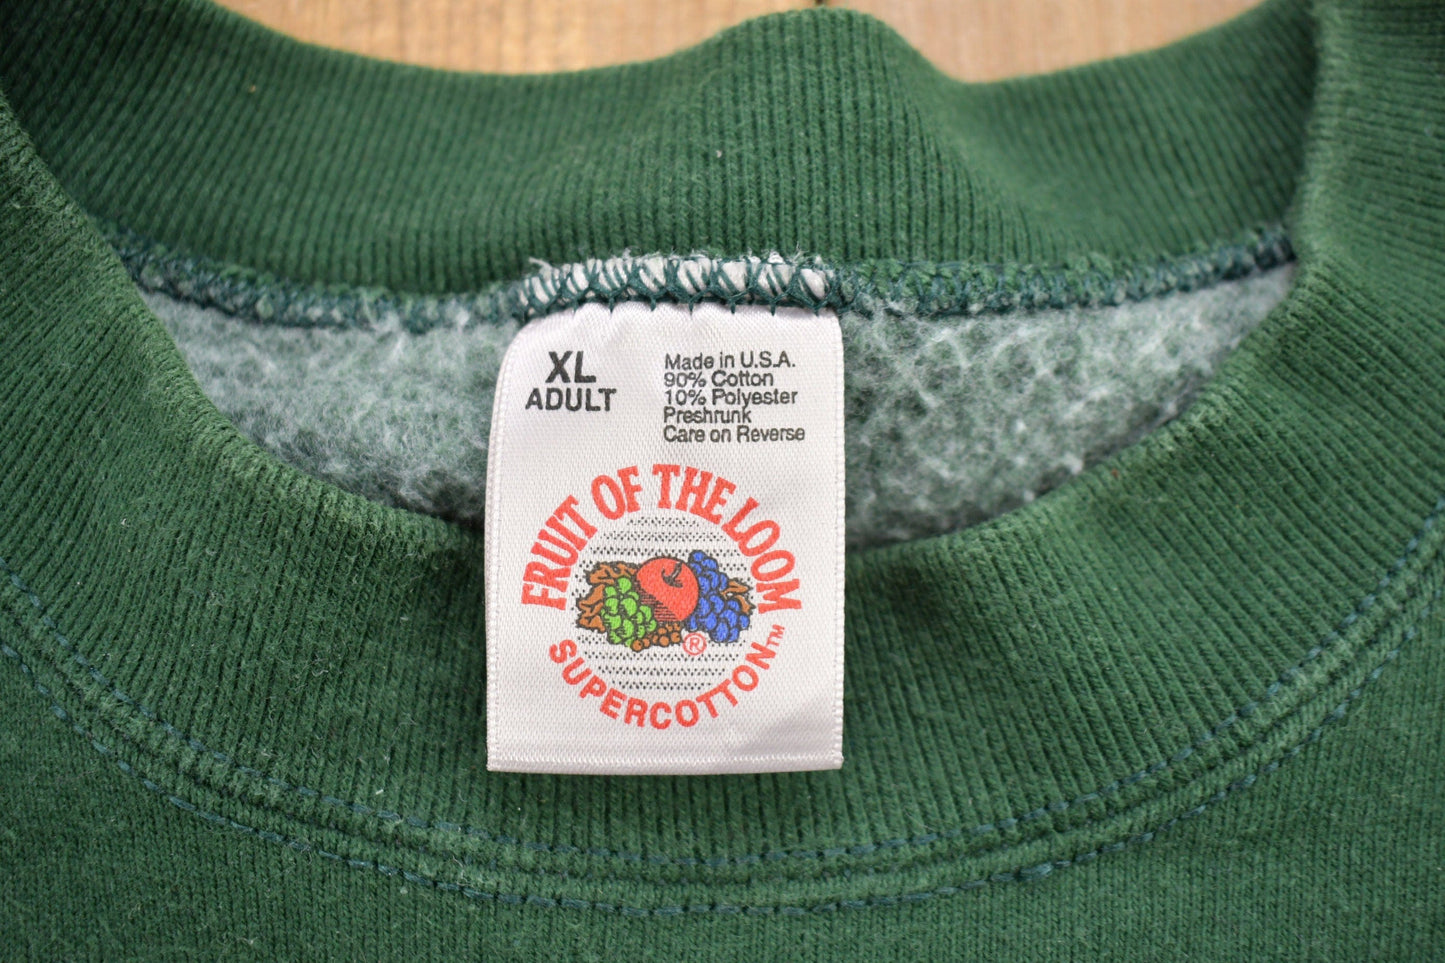 XL
ADULT
Made in U.S.A.
90% Cotton
10% Polyester
Preshrunk
Care on Reverse
FRUIT OF THE LOOM
®
SUPERCOTTON™